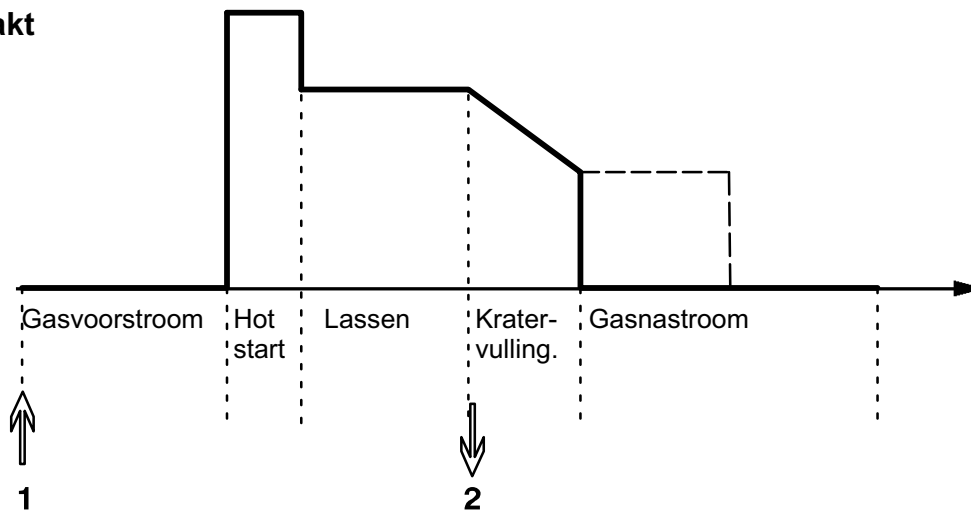 akt
Gasvoorstroom
Hot
start
Lassen
Krater-
vulling.
Gasnastroom
1
2